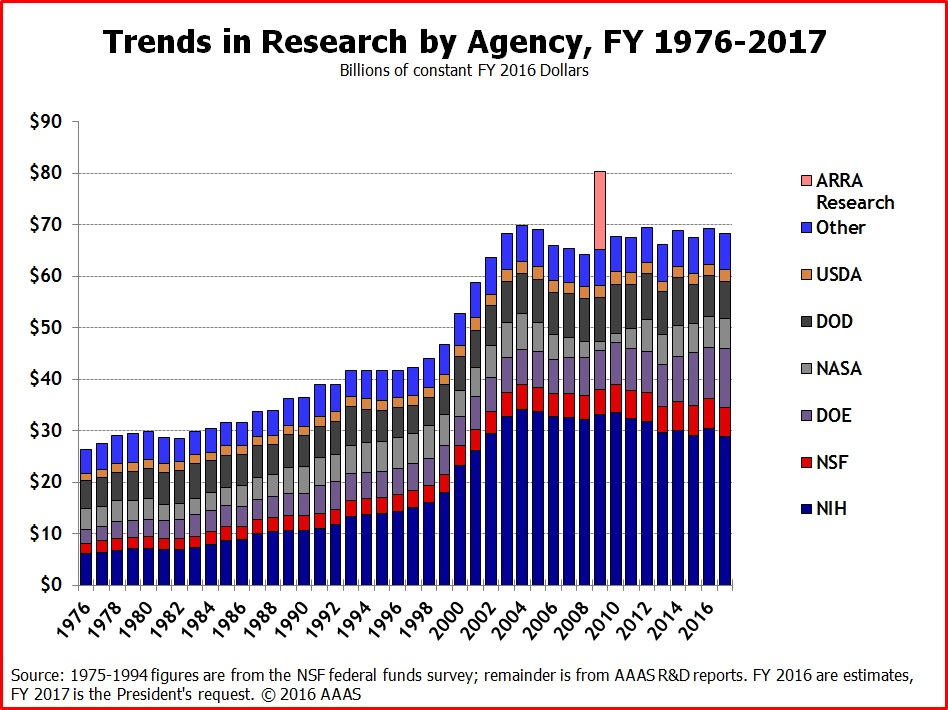 Trends in Research by Agency, FY 1976-2017
Billions of constant FY 2016 Dollars
$90
$80
$70
$60
$50
$40
$30
$20
$10
$0
1976
1978
1980
1982
1984
1986
1988
1990
1992
1994
1996
1998
2000
2002
2004
2006
2008
2010
2012
2014
2016
ARRA
Research
Other
USDA
DOD
NASA
DOE
NSF
NIH
Source: 1975-1994 figures are from the NSF federal funds survey; remainder is from AAAS R&D reports. FY 2016 are estimates,
FY 2017 is the President's request. © 2016 AAAS